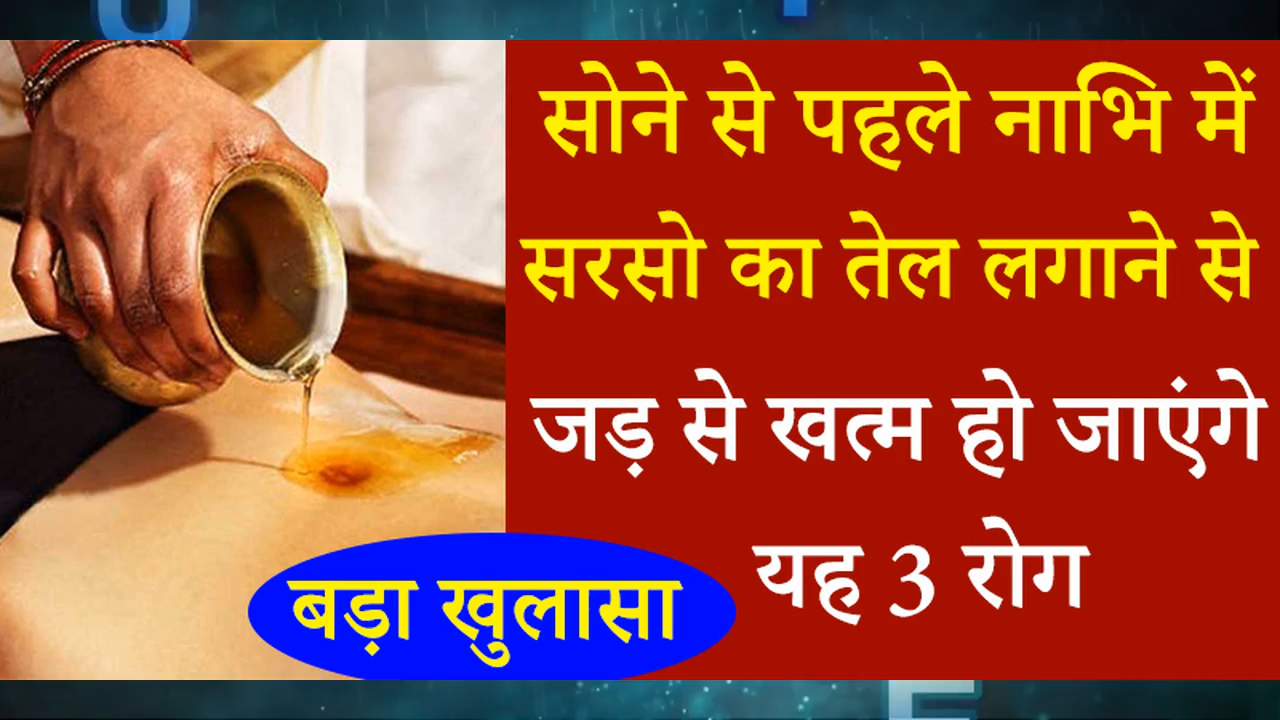 सोने से पहले नाभि में
सरसो का तेल लगाने से
जड़ से खत्म हो जाएंगे
यह 3 रोग
बड़ा खुलासा